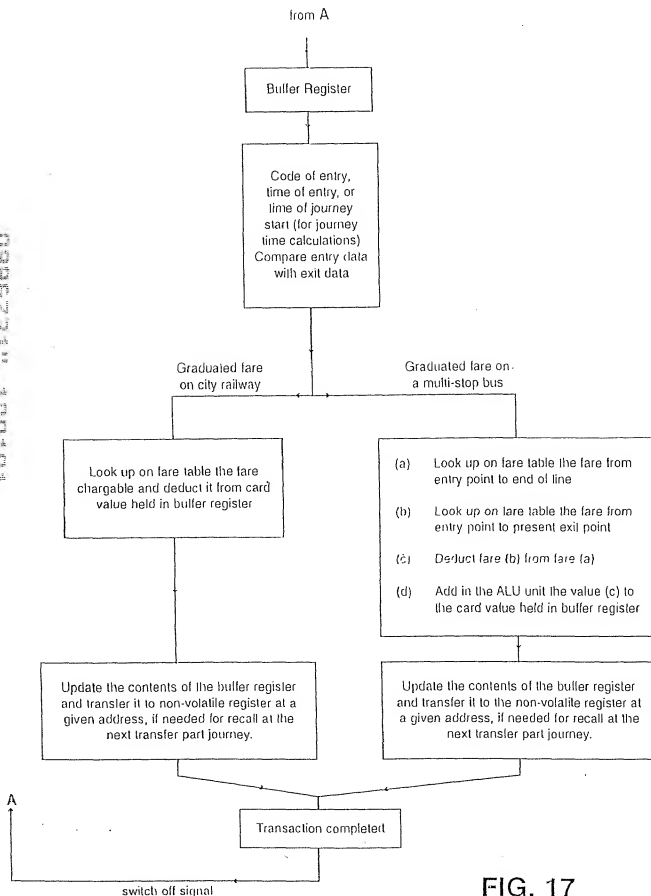 from A
Buffer Register
Code of entry,
time of entry, or
time of journey
start (for journey
time calculations)
Compare entry data
with exit data
Graduated fare
on city railway
Graduated fare on
a multi-stop bus
Look up on fare table the fare
chargable and deduct it from card
value held in buffer register
(a) Look up on fare table the fare from
entry point to end of line
(b) Look up on fare table the fare from
entry point to present exit point
(c) Deduct fare (b) from fare (a)
(d) Add in the ALU unit the value (c) to
the card value held in buffer register
Update the contents of the buffer register
and transfer it to non-volatile register at a
given address, if needed for recall at the
next transfer part journey.
Update the contents of the buffer register
and transfer it to the non-volatile register at
a given address, if needed for recall at the
next transfer part journey.
A
Transaction completed
switch off signal
FIG. 17